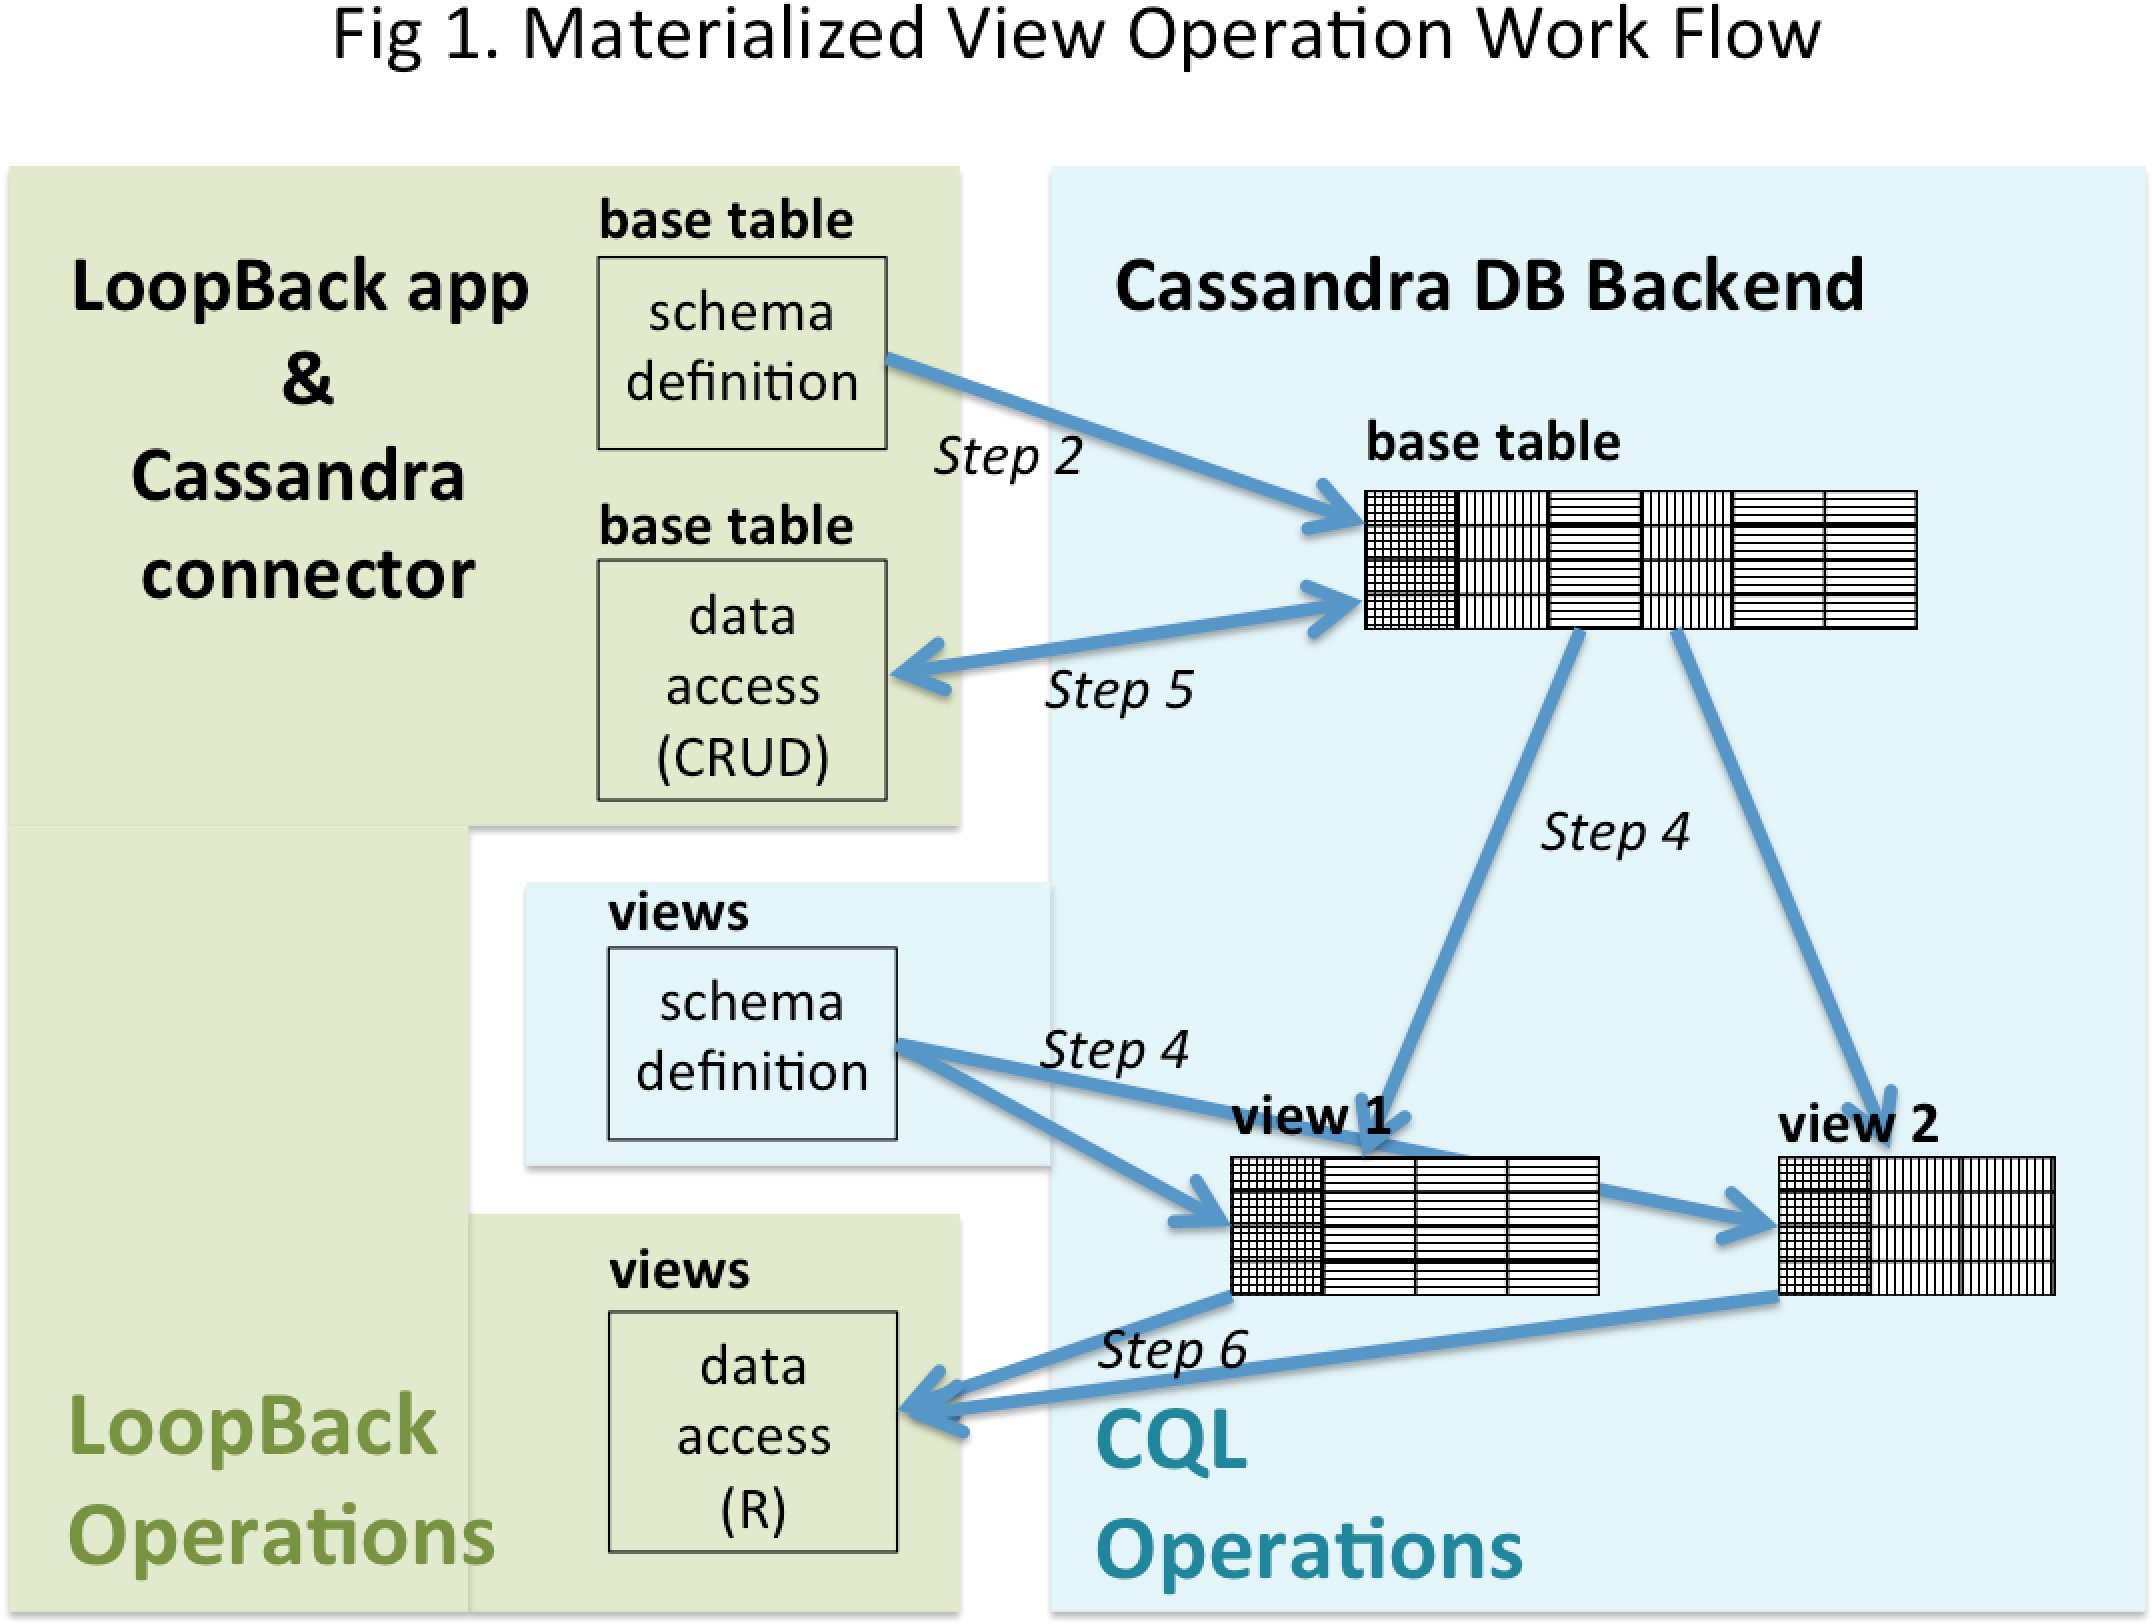 Fig 1. Materialized View Operation Work Flow
LoopBack app
&
Cassandra
connector
base table
schema
definition
Step 2
base table
data
access
(CRUD)
Step 5
Cassandra DB Backend
base table
Step 4
views
schema
definition
Step 4
view 1
view 2
views
data
access
(R)
Step 6
LoopBack
Operations
CQL
Operations